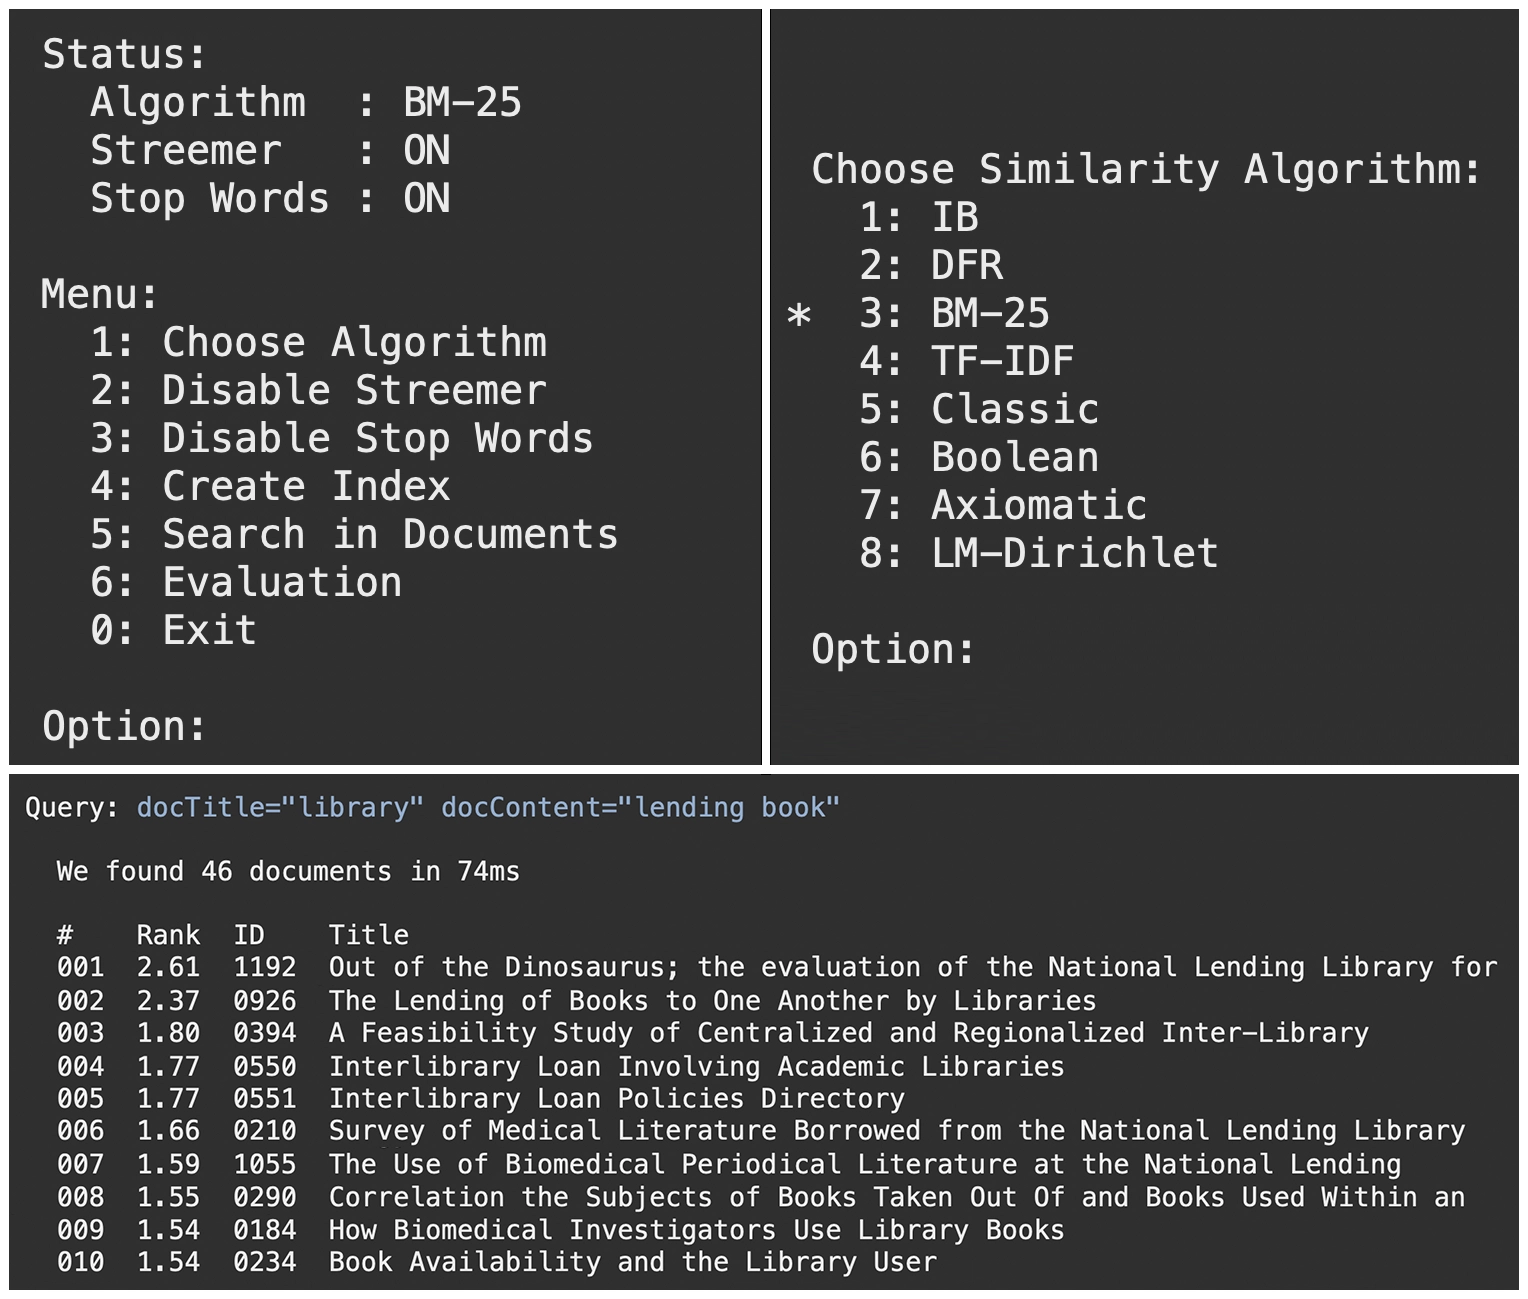 Status:
Algorithm : BM-25
Streemer : ON
Stop Words : ON
Menu:
1: Choose Algorithm
2: Disable Streemer
3: Disable Stop Words
4: Create Index
5: Search in Documents
6: Evaluation
0: Exit
Option:
Choose Similarity Algorithm:
1: IB
2: DFR
* 3: BM-25
4: TF-IDF
5: Classic
6: Boolean
7: Axiomatic
8: LM-Dirichlet
Option:
Query: docTitle="library" docContent="lending book"
We found 46 documents in 74ms
# Rank ID Title
001 2.61 1192 Out of the Dinosaurus; the evaluation of the National Lending Library for
002 2.37 0926 The Lending of Books to One Another by Libraries
003 1.80 0394 A Feasibility Study of Centralized and Regionalized Inter-Library
004 1.77 0550 Interlibrary Loan Involving Academic Libraries
005 1.77 0551 Interlibrary Loan Policies Directory
006 1.66 0210 Survey of Medical Literature Borrowed from the National Lending Library
007 1.59 1055 The Use of Biomedical Periodical Literature at the National Lending
008 1.55 0290 Correlation the Subjects of Books Taken Out Of and Books Used Within an
009 1.54 0184 How Biomedical Investigators Use Library Books
010 1.54 0234 Book Availability and the Library User